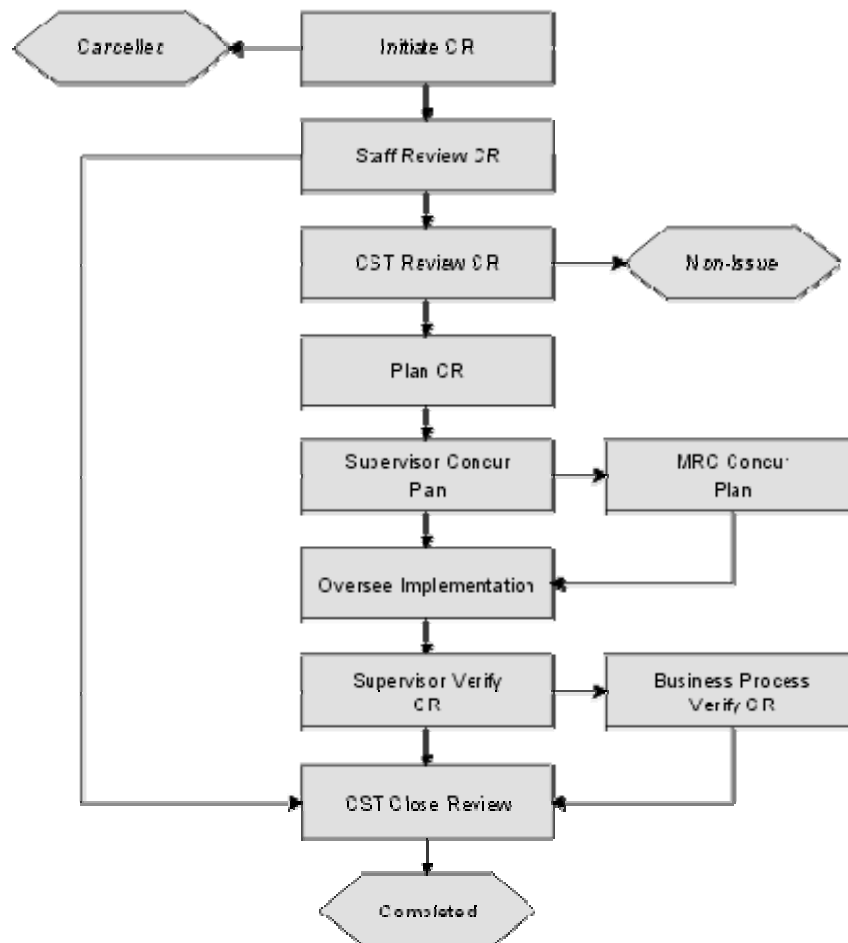 Cancelled
Initiate CR
Staff Review CR
CST Review CR
Non-Issue
Plan CR
Supervisor Concur
Plan
MRC Concur
Plan
Oversee Implementation
Supervisor Verify
CR
Business Process
Verify CR
CST Close Review
Completed